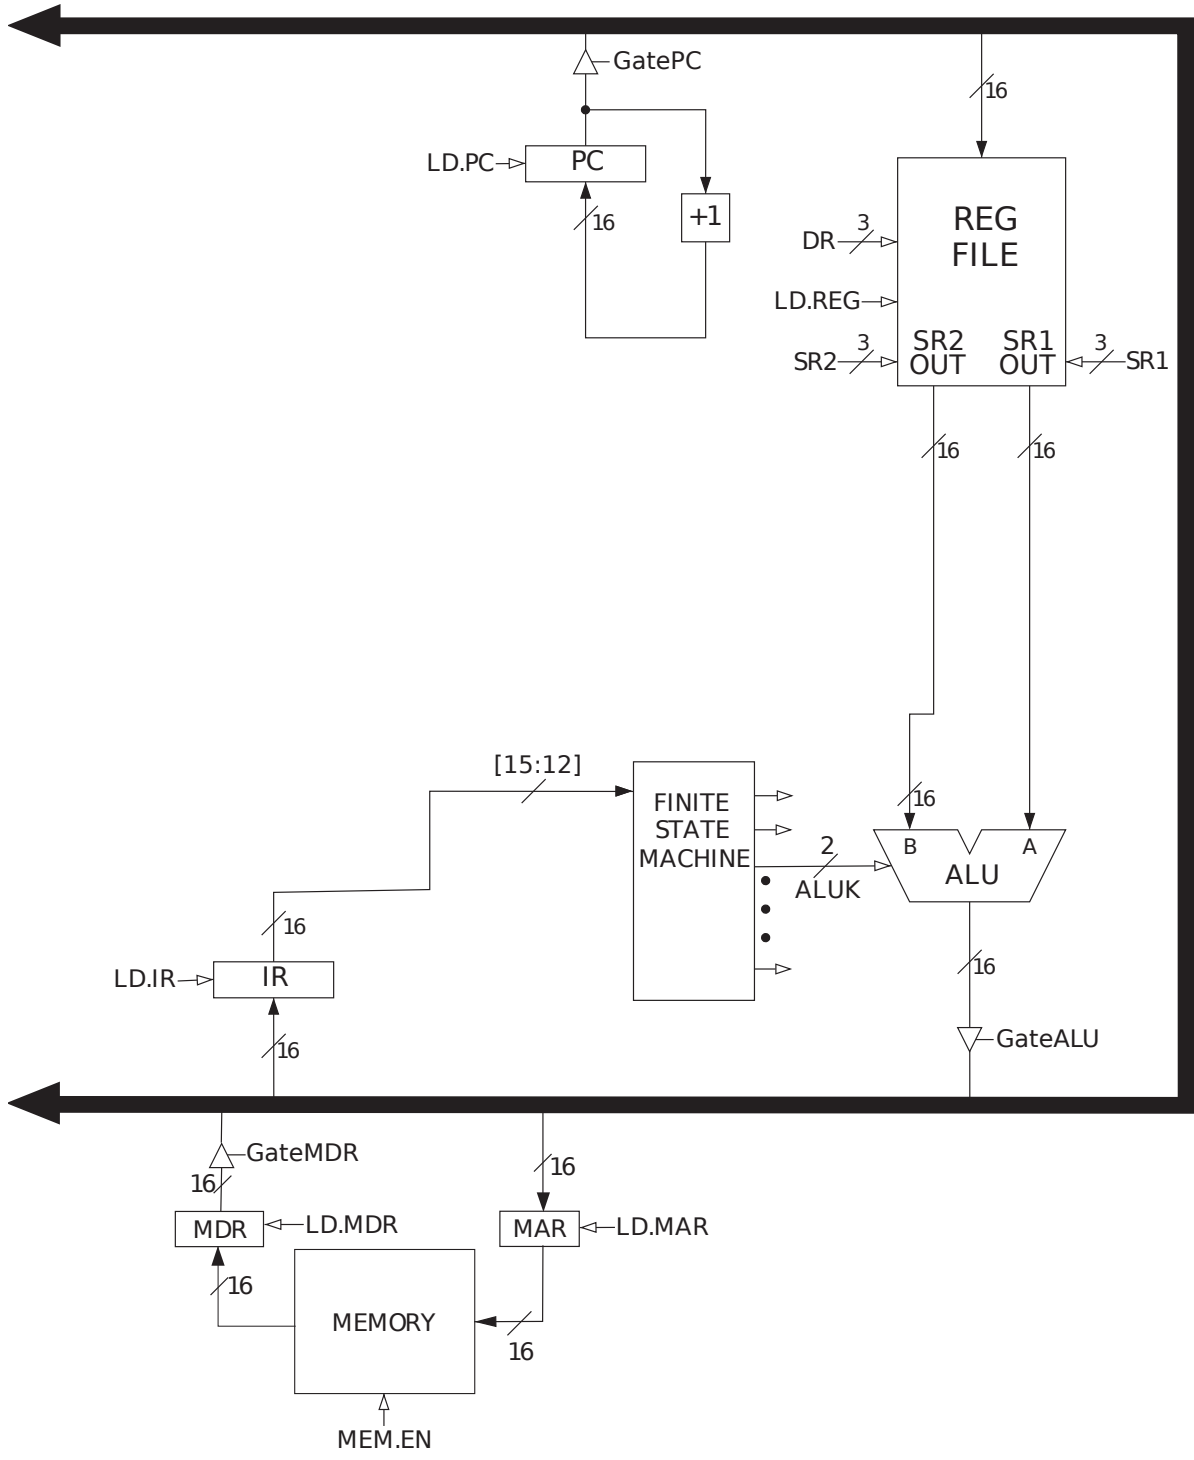 GatePC
16
LD.PC
PC
16
+1
REG
FILE
DR
3
LD.REG
SR2
3
SR2
OUT
SR1
OUT
3
SR1
16
16
[15:12]
FINITE
STATE
MACHINE
2
ALUK
16
B
A
ALU
16
LD.IR
IR
16
16
GateALU
GateMDR
16
MDR
LD.MDR
16
16
MAR
LD.MAR
MEMORY
16
MEM.EN